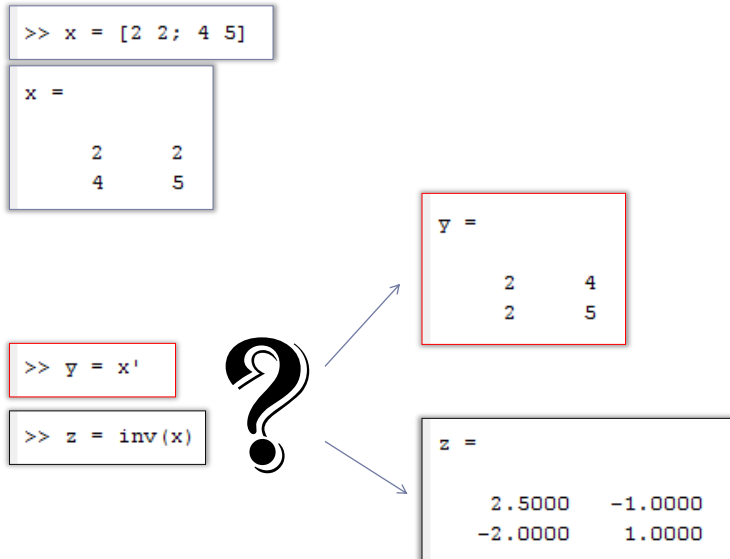 >> x = [2 2; 4 5]
x =
2 2
4 5
>> y = x'
>> z = inv(x)
?
y =
2 4
2 5
z =
2.5000 -1.0000
-2.0000 1.0000